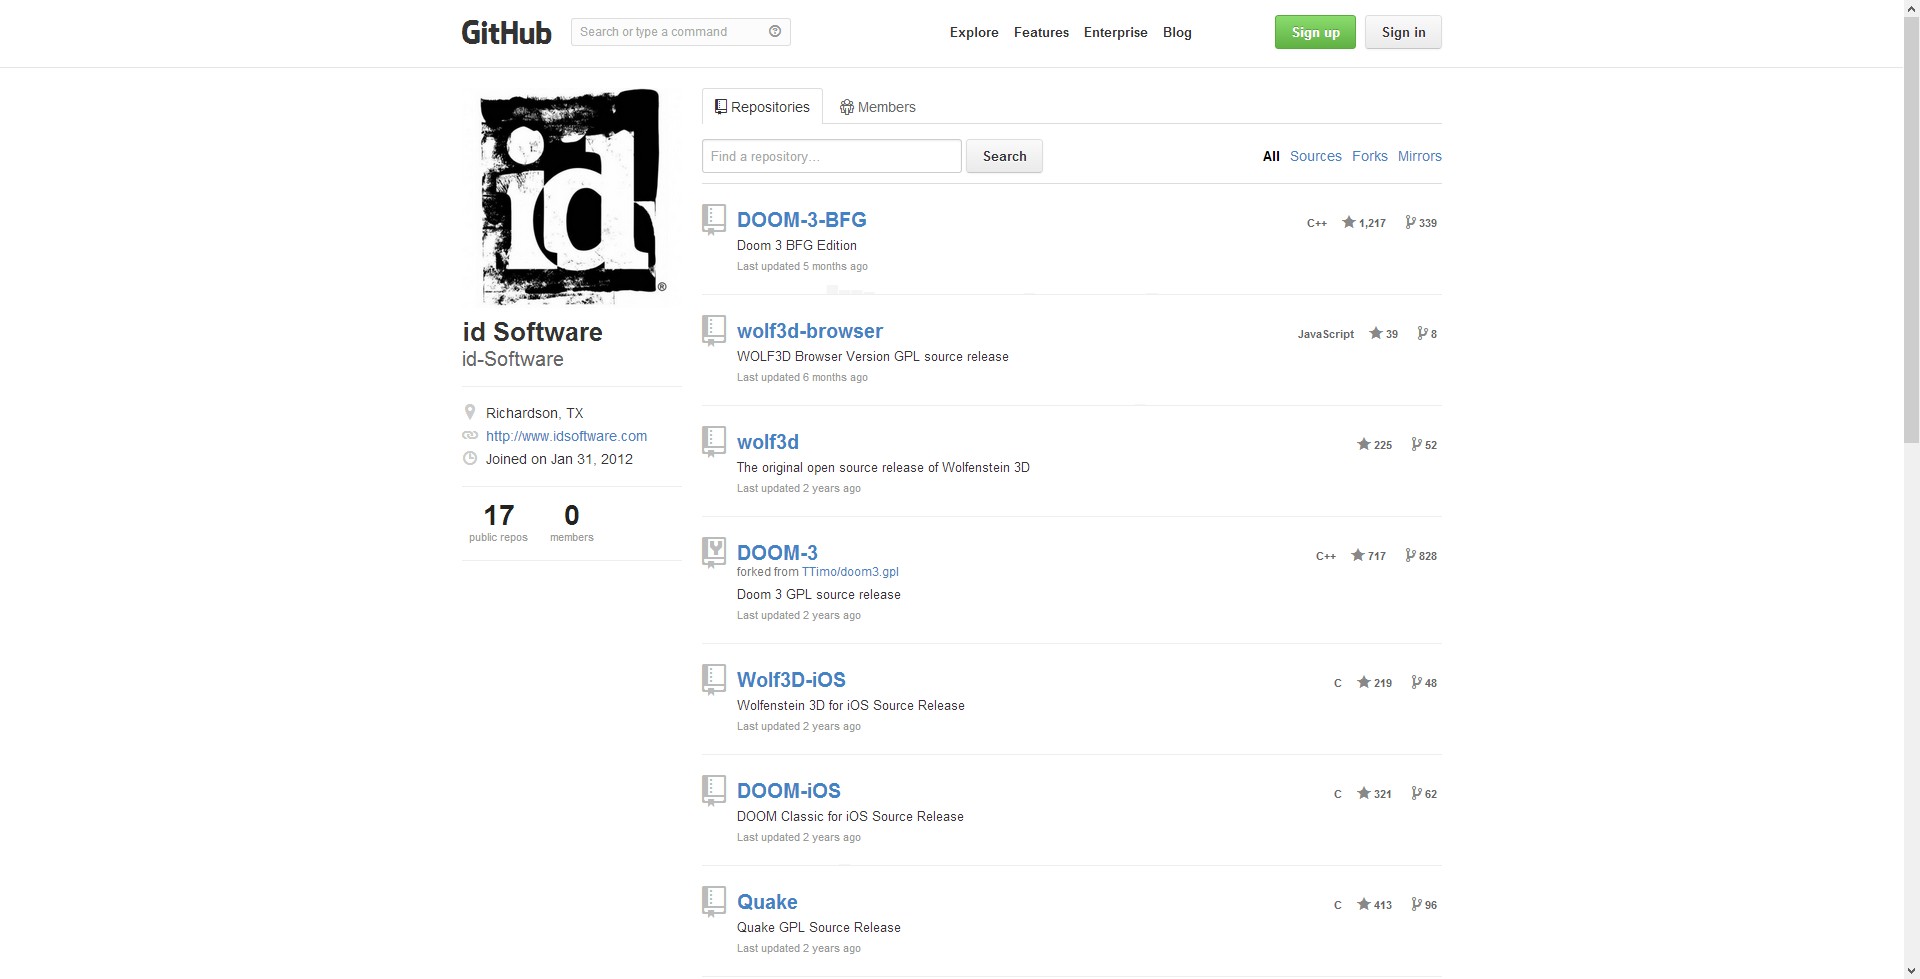 GitHub
Search or type a command
Explore Features Enterprise Blog
Sign up
Sign in
id
®
id Software
id-Software
Richardson, TX
http://www.idsoftware.com
Joined on Jan 31, 2012
17 0
public repos members
Repositories Members
Find a repository...
Search
All Sources Forks Mirrors
DOOM-3-BFG
C++ 1,217 339
Doom 3 BFG Edition
Last updated 5 months ago
wolf3d-browser
JavaScript 39 8
WOLF3D Browser Version GPL source release
Last updated 6 months ago
wolf3d
225 52
The original open source release of Wolfenstein 3D
Last updated 2 years ago
DOOM-3
C++ 717 828
forked from TTimo/doom3.gpl
Doom 3 GPL source release
Last updated 2 years ago
Wolf3D-iOS
C 219 48
Wolfenstein 3D for iOS Source Release
Last updated 2 years ago
DOOM-iOS
C 321 62
DOOM Classic for iOS Source Release
Last updated 2 years ago
Quake
C 413 96
Quake GPL Source Release
Last updated 2 years ago